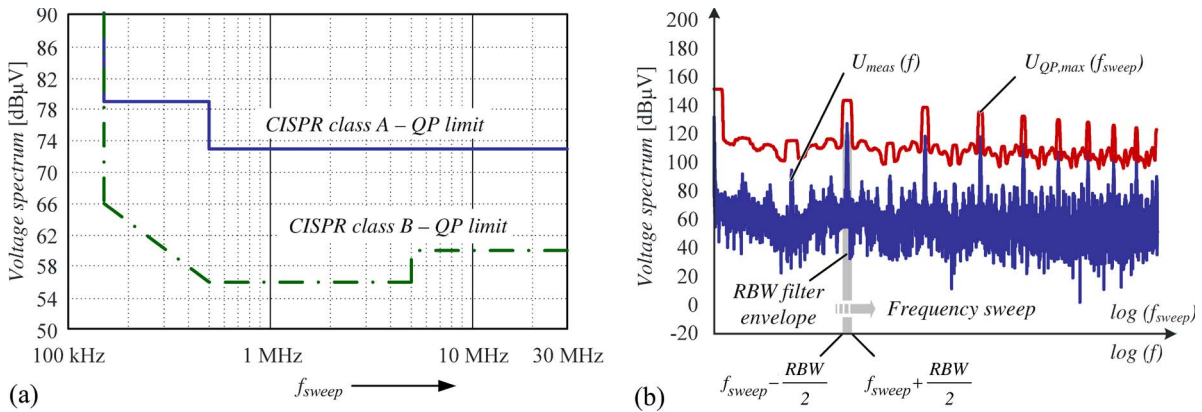 Voltage spectrum [dBµV]
90
86
82
78
74
70
66
62
58
54
50
CISPR class A – QP limit
CISPR class B – QP limit
100 kHz
1 MHz
10 MHz
30 MHz
f_sweep
(a)
Voltage spectrum [dBµV]
200
180
160
140
120
100
80
60
40
20
0
-20
U_meas (f)
U_QP,max (f_sweep)
RBW filter
envelope
Frequency sweep
log (f_sweep)
log (f)
f_sweep − RBW/2
f_sweep + RBW/2
(b)